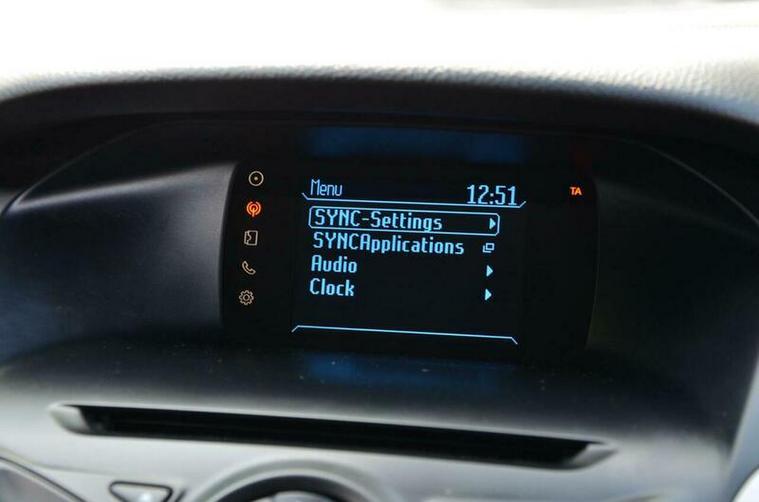 Menu 12:51
TA
SYNC-Settings
SYNCApplications
Audio
Clock